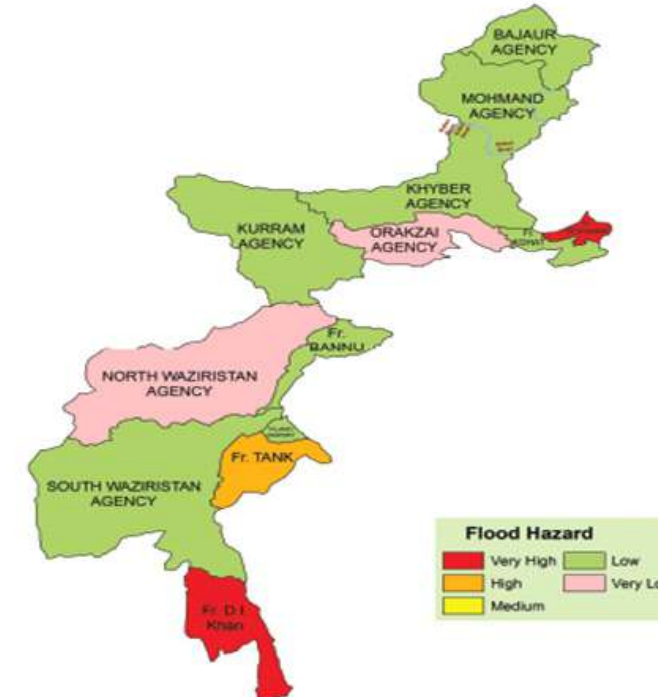 BAJAUR
AGENCY
MOHMAND
AGENCY
KHYBER
AGENCY
KURRAM
AGENCY
ORAKZAI
AGENCY
Fr.
KOHAT
Fr.
BANNU
NORTH WAZIRISTAN
AGENCY
Fr. TANK
SOUTH WAZIRISTAN
AGENCY
Fr. D.I.
Khan
Flood Hazard
Very High
Low
High
Very Lo
Medium